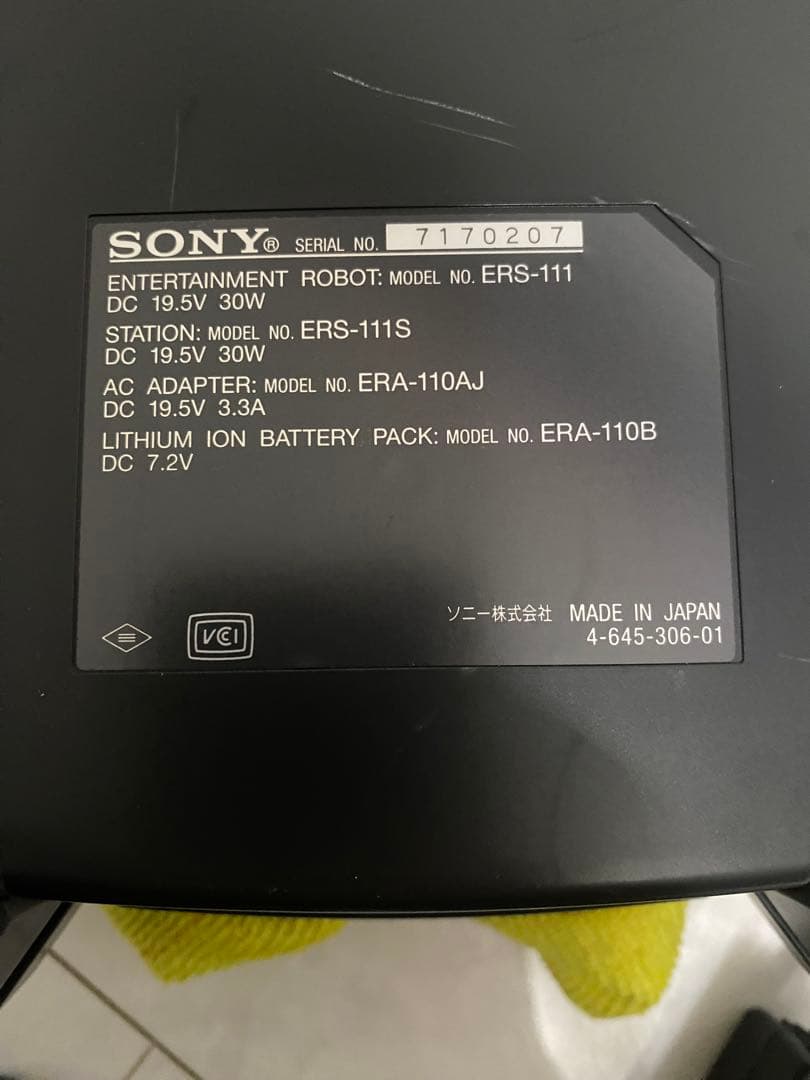 SONY® SERIAL NO. 7170207
ENTERTAINMENT ROBOT: MODEL NO. ERS-111
DC 19.5V 30W
STATION: MODEL NO. ERS-111S
DC 19.5V 30W
AC ADAPTER: MODEL NO. ERA-110AJ
DC 19.5V 3.3A
LITHIUM ION BATTERY PACK: MODEL NO. ERA-110B
DC 7.2V
ソニー株式会社 MADE IN JAPAN
VCI 4-645-306-01